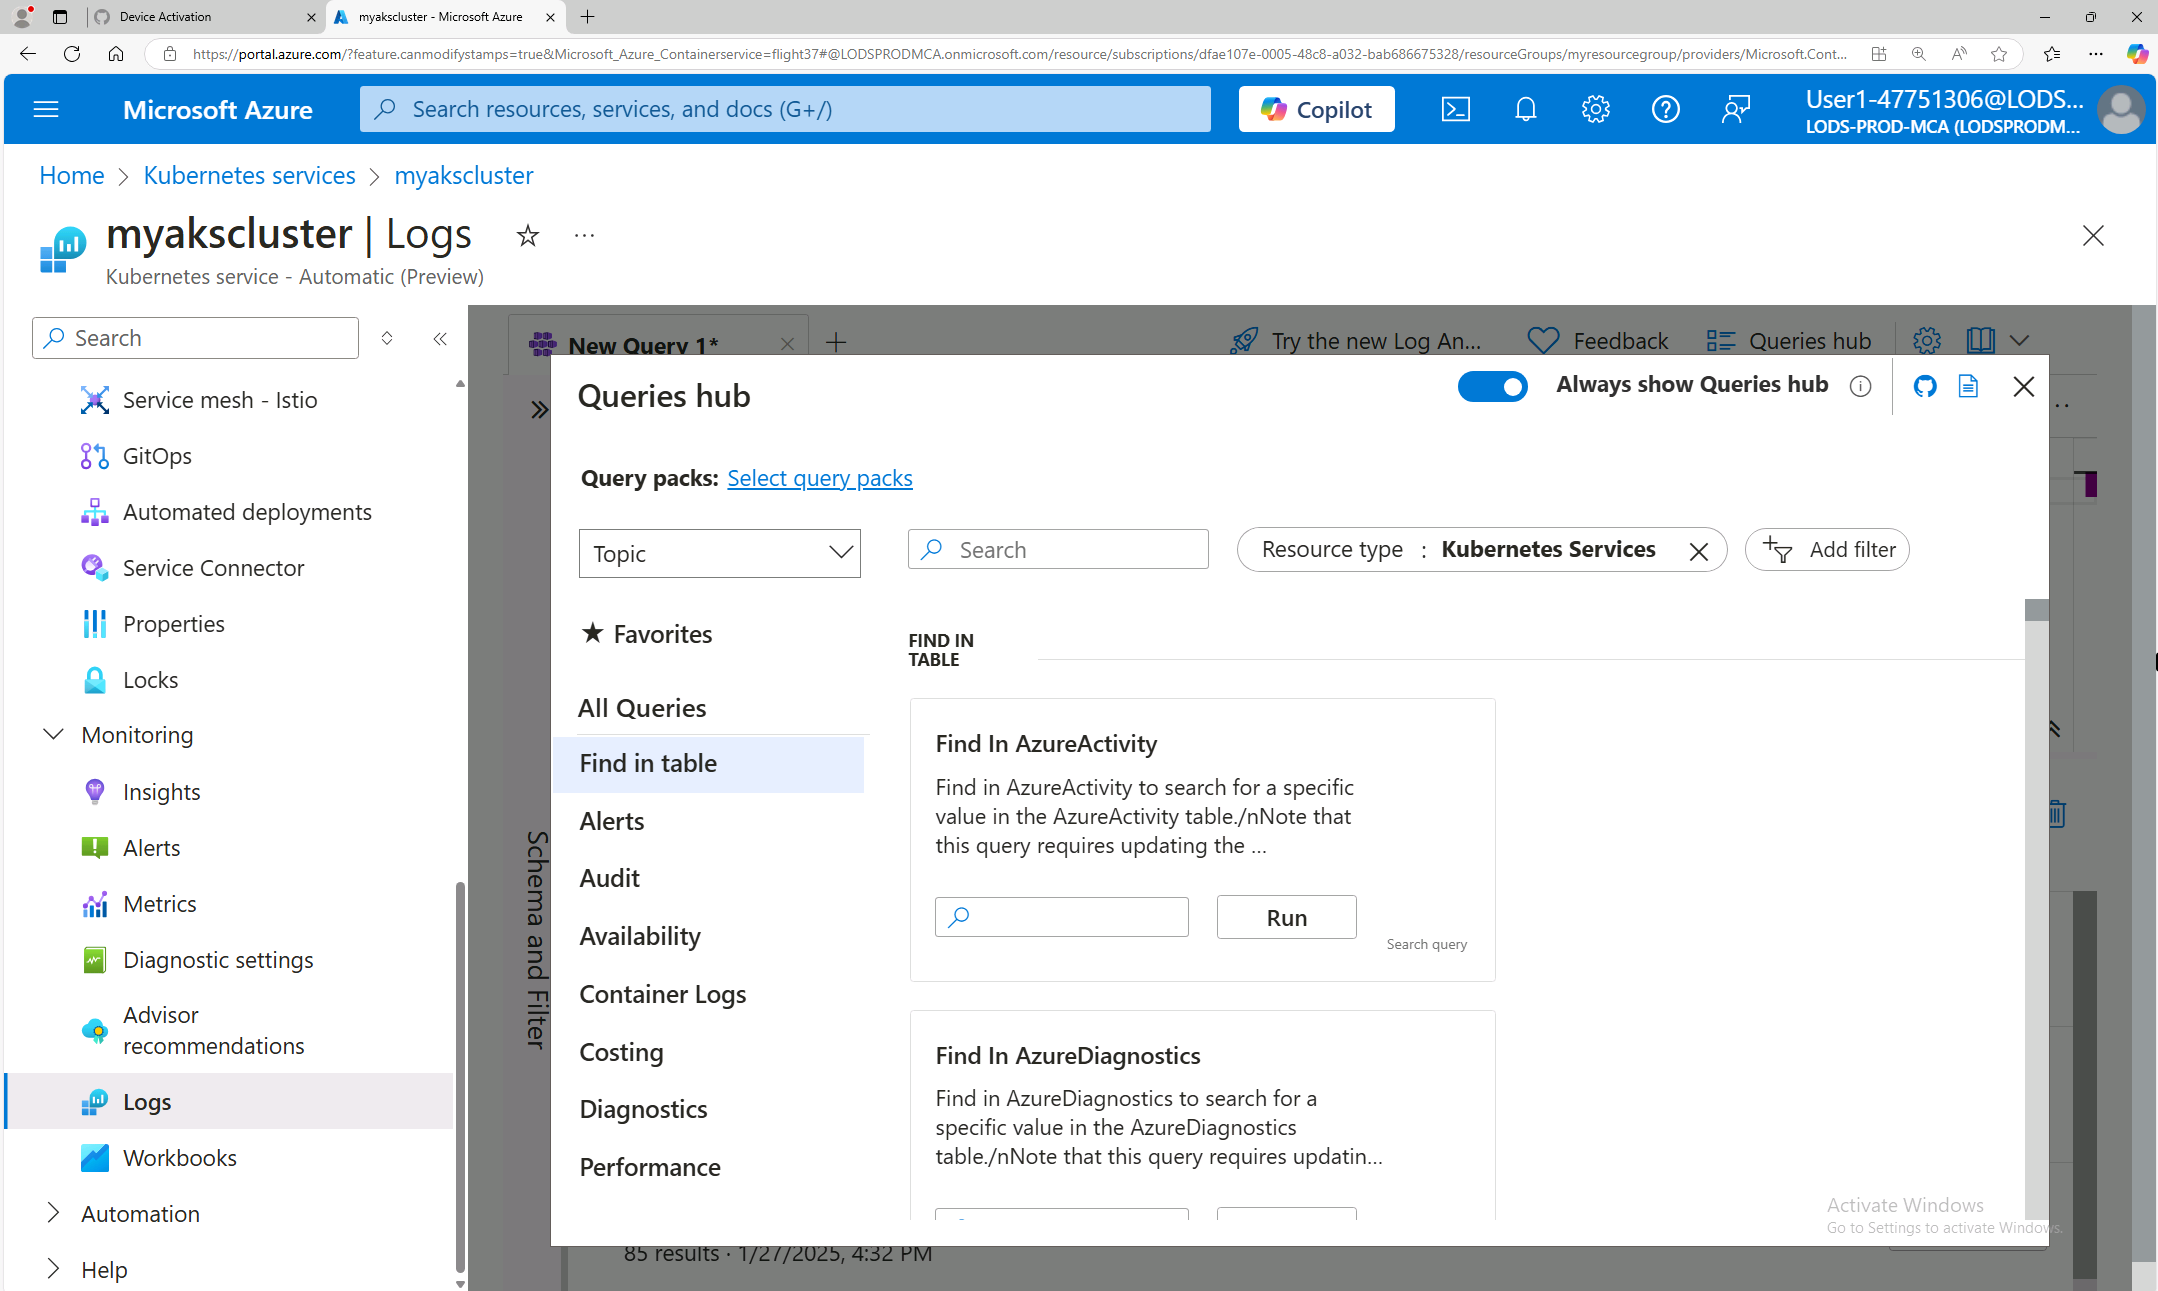 Device Activation
myakscluster - Microsoft Azure
https://portal.azure.com/?feature.canmodifystamps=true&Microsoft_Azure_Containerservice=flight37#@LODSPRODMCA.onmicrosoft.com/resource/subscriptions/dfae107e-0005-48c8-a032-bab686675328/resourceGroups/myresourcegroup/providers/Microsoft.Cont...
Microsoft Azure
Search resources, services, and docs (G+/)
Copilot
User1-47751306@LODS...
LODS-PROD-MCA (LODSPRODM...
Home > Kubernetes services > myakscluster
myakscluster | Logs
Kubernetes service - Automatic (Preview)
Search
Service mesh - Istio
GitOps
Automated deployments
Service Connector
Properties
Locks
Monitoring
Insights
Alerts
Metrics
Diagnostic settings
Advisor
recommendations
Logs
Workbooks
Automation
Help
New Query 1*
Try the new Log An...
Feedback
Queries hub
Schema and Filter
Queries hub
Always show Queries hub
Query packs: Select query packs
Topic
Search
Resource type : Kubernetes Services
Add filter
Favorites
All Queries
Find in table
Alerts
Audit
Availability
Container Logs
Costing
Diagnostics
Performance
FIND IN
TABLE
Find In AzureActivity
Find in AzureActivity to search for a specific
value in the AzureActivity table./nNote that
this query requires updating the ...
Run
Search query
Find In AzureDiagnostics
Find in AzureDiagnostics to search for a
specific value in the AzureDiagnostics
table./nNote that this query requires updatin...
Activate Windows
Go to Settings to activate Windows.
85 results · 1/27/2025, 4:32 PM